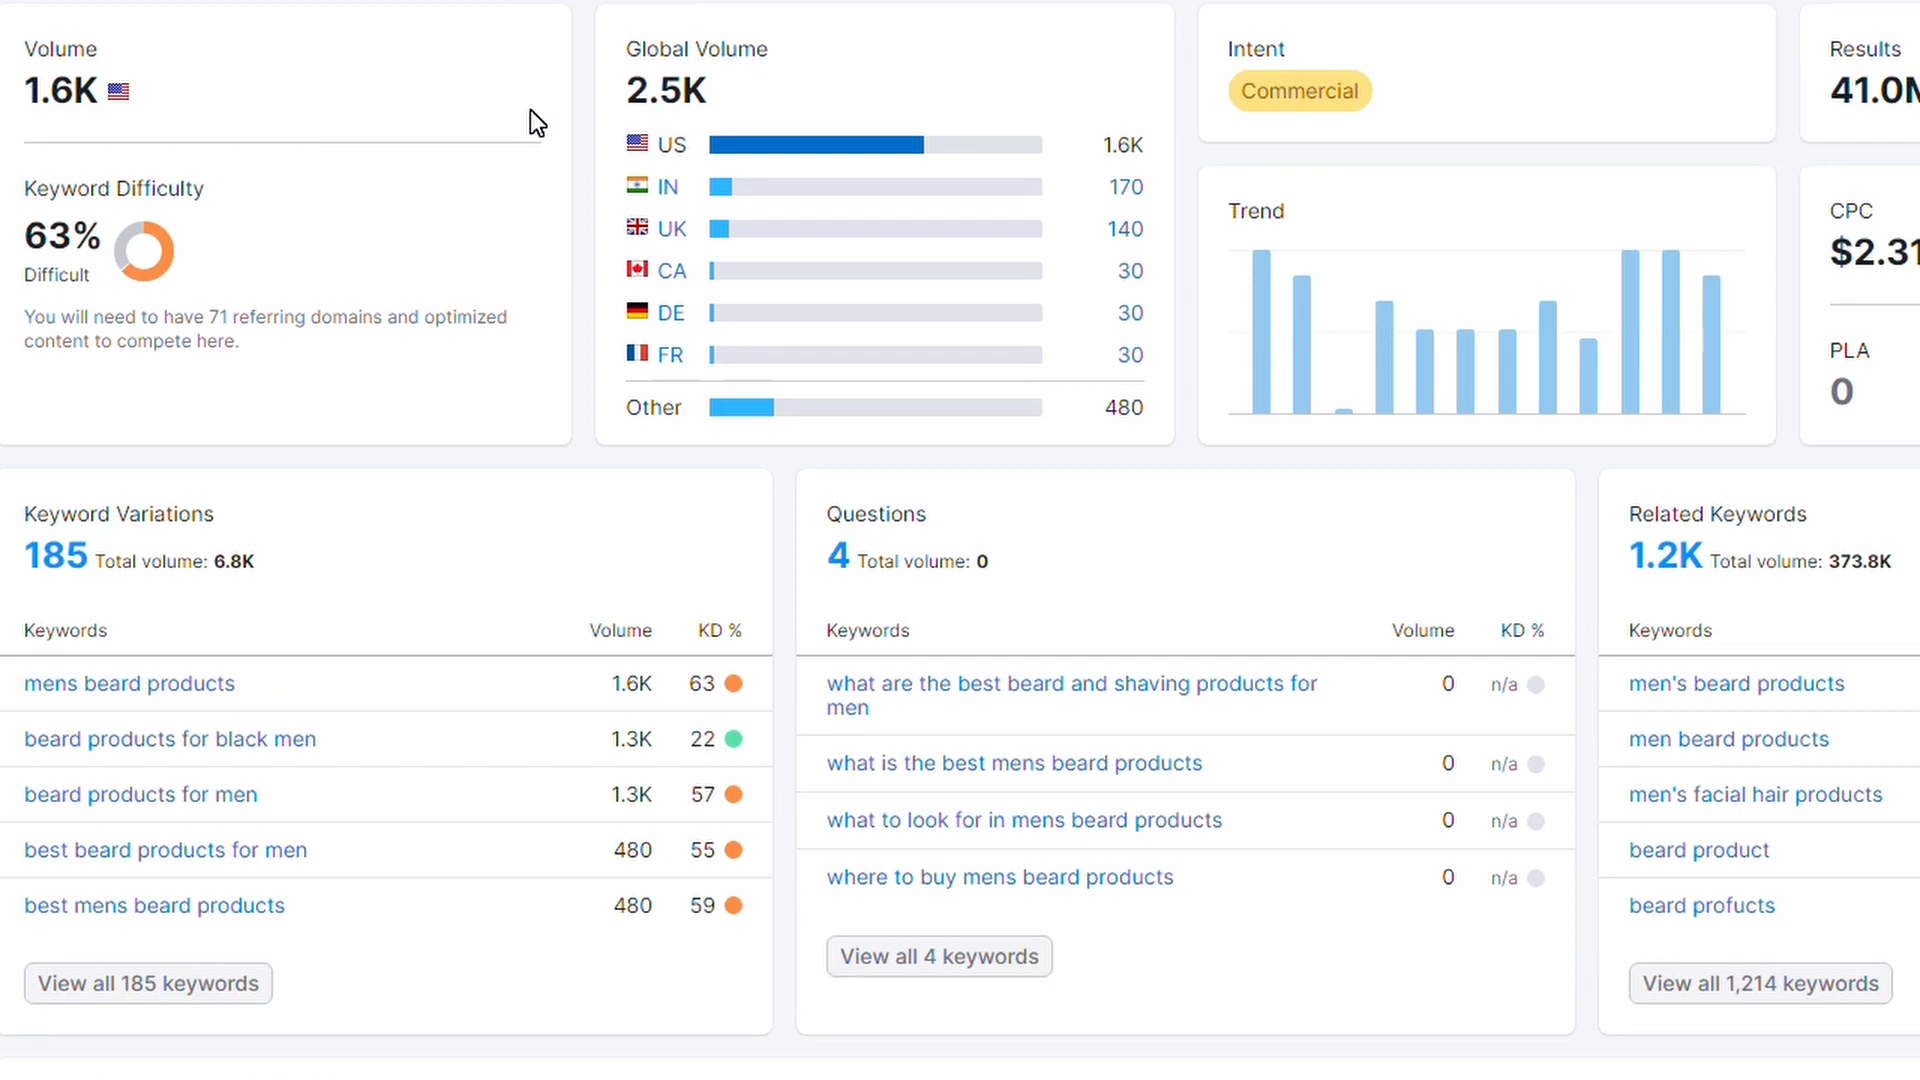 Volume
1.6K
Keyword Difficulty
63%
Difficult
You will need to have 71 referring domains and optimized
content to compete here.
Global Volume
2.5K
US 1.6K
IN 170
UK 140
CA 30
DE 30
FR 30
Other 480
Intent
Commercial
Trend
Results
41.0M
CPC
$2.31
PLA
0
Keyword Variations
185 Total volume: 6.8K
Keywords Volume KD %
mens beard products 1.6K 63
beard products for black men 1.3K 22
beard products for men 1.3K 57
best beard products for men 480 55
best mens beard products 480 59
View all 185 keywords
Questions
4 Total volume: 0
Keywords Volume KD %
what are the best beard and shaving products for 0 n/a
men
what is the best mens beard products 0 n/a
what to look for in mens beard products 0 n/a
where to buy mens beard products 0 n/a
View all 4 keywords
Related Keywords
1.2K Total volume: 373.8K
Keywords
men's beard products
men beard products
men's facial hair products
beard product
beard profucts
View all 1,214 keywords